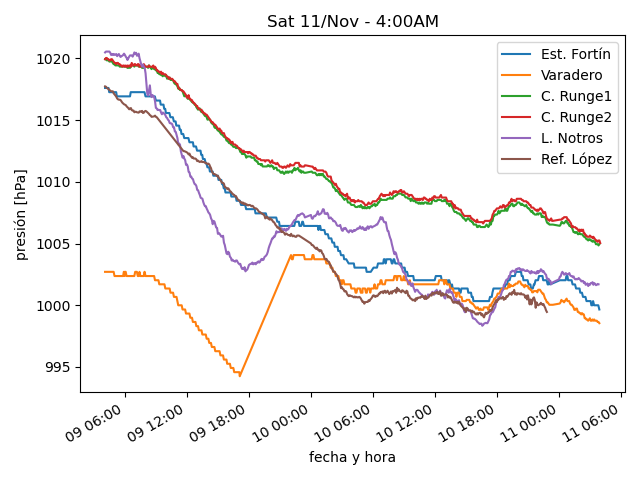 Sat 11/Nov - 4:00AM
Est. Fortín
Varadero
C. Runge1
C. Runge2
L. Notros
Ref. López
presión [hPa]
1020
1015
1010
1005
1000
995
09 06:00
09 12:00
09 18:00
10 00:00
10 06:00
10 12:00
10 18:00
11 00:00
11 06:00
fecha y hora